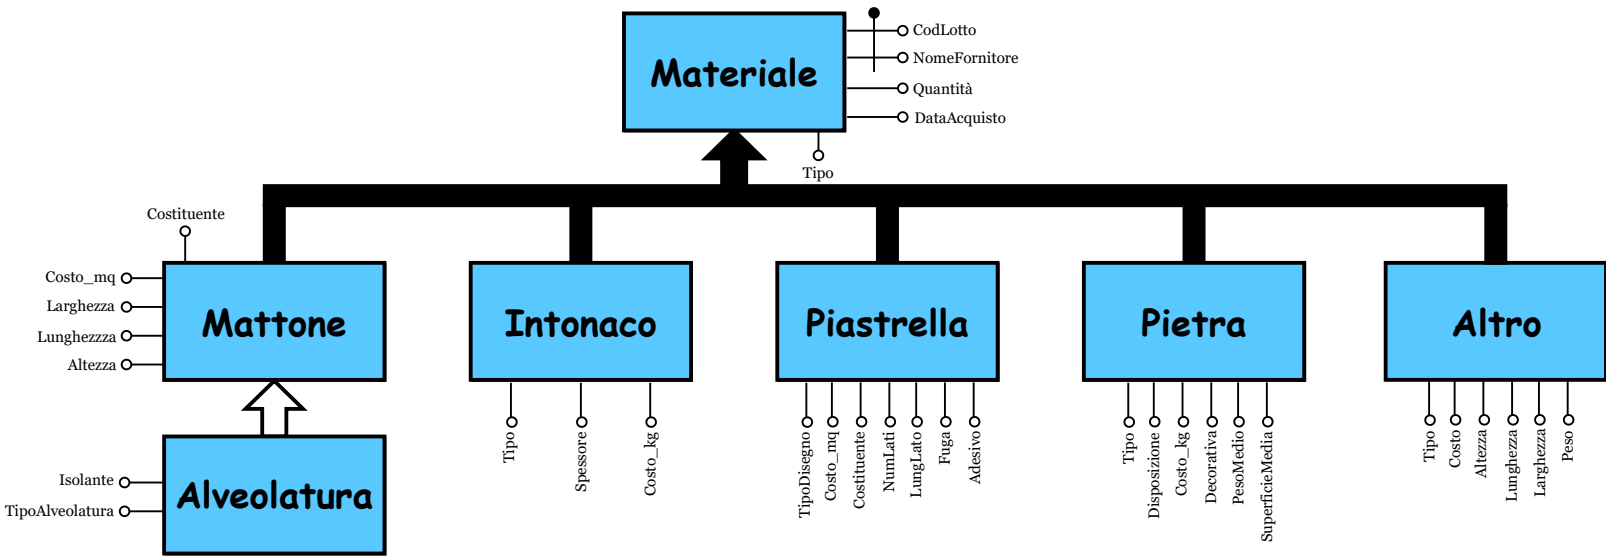 Materiale
CodLotto
NomeFornitore
Quantità
DataAcquisto
Tipo
Costituente
Costo_mq
Larghezza
Lunghezzza
Altezza
Mattone
Intonaco
Piastrella
Pietra
Altro
Tipo
Spessore
Costo_kg
TipoDisegno
Costo_mq
Costituente
NumLati
LungLato
Fuga
Adesivo
Tipo
Disposizione
Costo_kg
Decorativa
PesoMedio
SuperficieMedia
Tipo
Costo
Altezza
Lunghezza
Larghezza
Peso
Isolante
TipoAlveolatura
Alveolatura